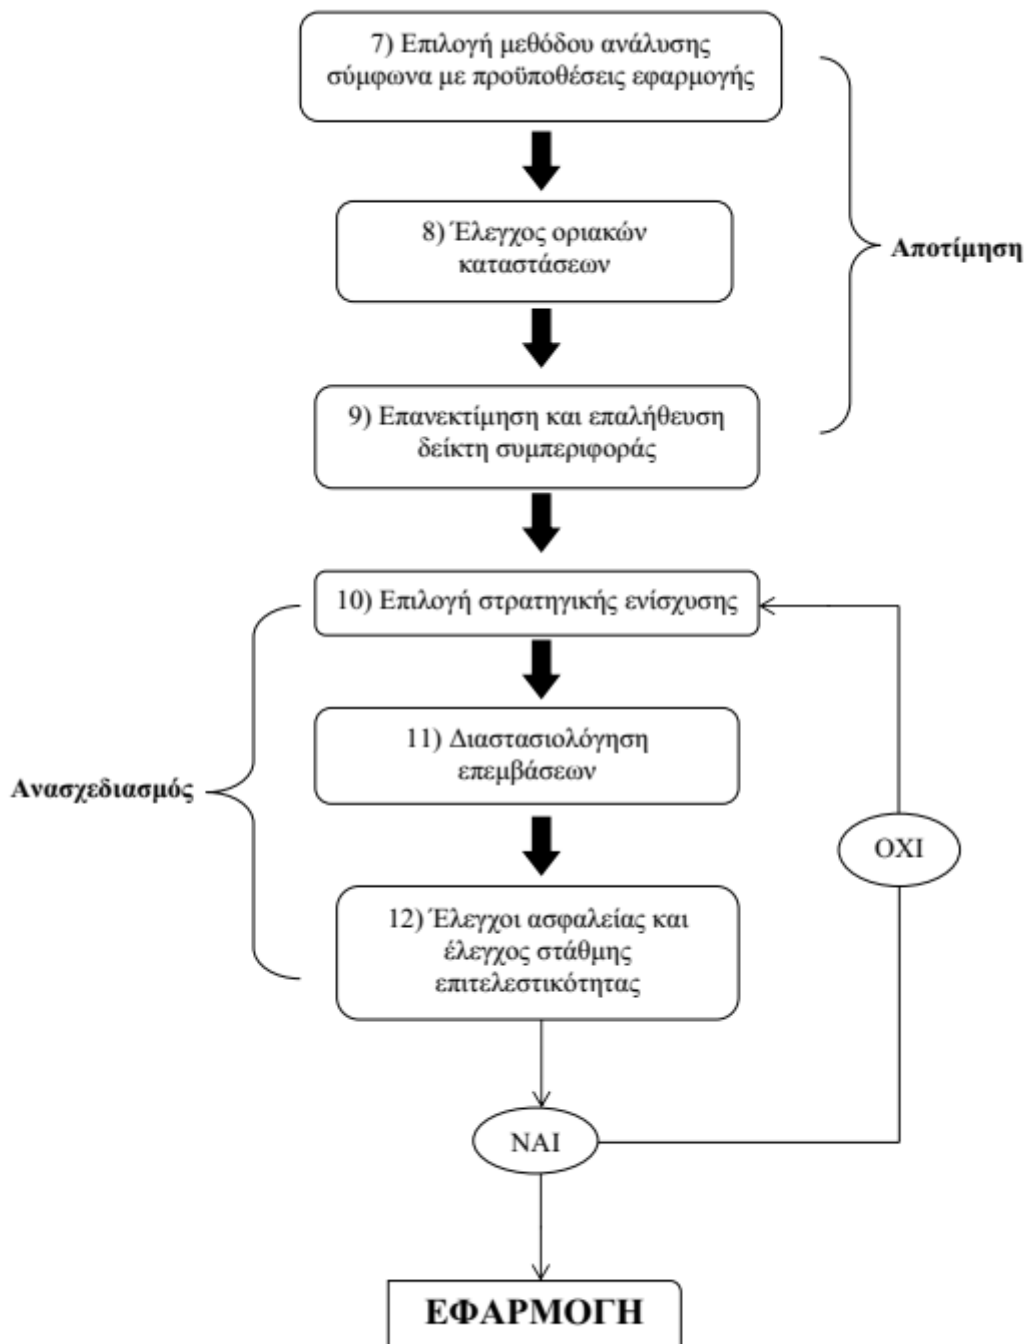 7) Επιλογή μεθόδου ανάλυσης
σύμφωνα με προϋποθέσεις εφαρμογής
8) Έλεγχος οριακών
καταστάσεων
Αποτίμηση
9) Επανεκτίμηση και επαλήθευση
δείκτη συμπεριφοράς
10) Επιλογή στρατηγικής ενίσχυσης
11) Διαστασιολόγηση
επεμβάσεων
Ανασχεδιασμός
ΟΧΙ
12) Έλεγχοι ασφαλείας και
έλεγχος στάθμης
επιτελεστικότητας
ΝΑΙ
ΕΦΑΡΜΟΓΗ